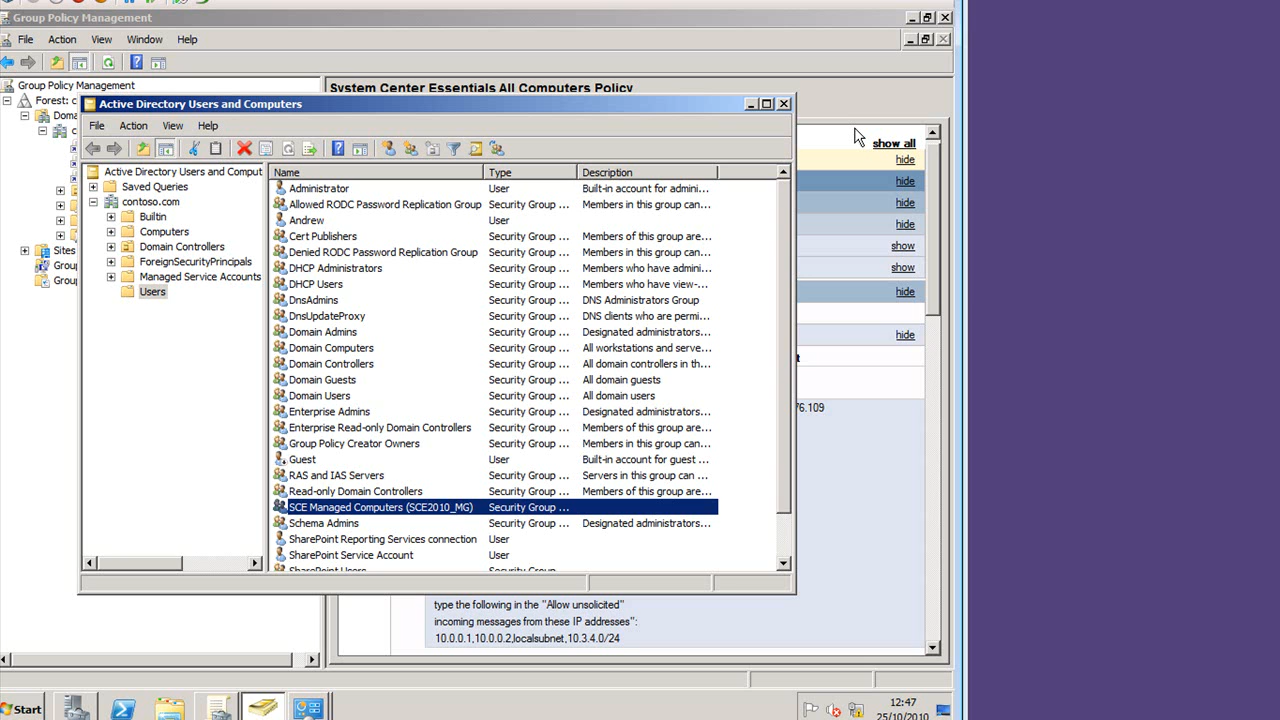 Group Policy Management
File Action View Window Help
Group Policy Management
System Center Essentials All Computers Policy
Forest: c
Doma
c
Sites
Group
Group
Active Directory Users and Computers
File Action View Help
Active Directory Users and Comput
Saved Queries
contoso.com
Builtin
Computers
Domain Controllers
ForeignSecurityPrincipals
Managed Service Accounts
Users
Name Type Description
Administrator User Built-in account for admini...
Allowed RODC Password Replication Group Security Group ... Members in this group can...
Andrew User
Cert Publishers Security Group ... Members of this group are...
Denied RODC Password Replication Group Security Group ... Members in this group can...
DHCP Administrators Security Group ... Members who have admini...
DHCP Users Security Group ... Members who have view-...
DnsAdmins Security Group ... DNS Administrators Group
DnsUpdateProxy Security Group ... DNS clients who are permi...
Domain Admins Security Group ... Designated administrators...
Domain Computers Security Group ... All workstations and serve...
Domain Controllers Security Group ... All domain controllers in th...
Domain Guests Security Group ... All domain guests
Domain Users Security Group ... All domain users
Enterprise Admins Security Group ... Designated administrators...
Enterprise Read-only Domain Controllers Security Group ... Members of this group are...
Group Policy Creator Owners Security Group ... Members in this group can...
Guest User Built-in account for guest ...
RAS and IAS Servers Security Group ... Servers in this group can ...
Read-only Domain Controllers Security Group ... Members of this group are...
SCE Managed Computers (SCE2010_MG) Security Group ...
Schema Admins Security Group ... Designated administrators...
SharePoint Reporting Services connection User
SharePoint Service Account User
SharePoint Users Security Group
show all
hide
hide
hide
hide
show
show
hide
hide
t
76.109
type the following in the "Allow unsolicited"
incoming messages from these IP addresses":
10.0.0.1,10.0.0.2,localsubnet,10.3.4.0/24
Start
12:47
25/10/2010